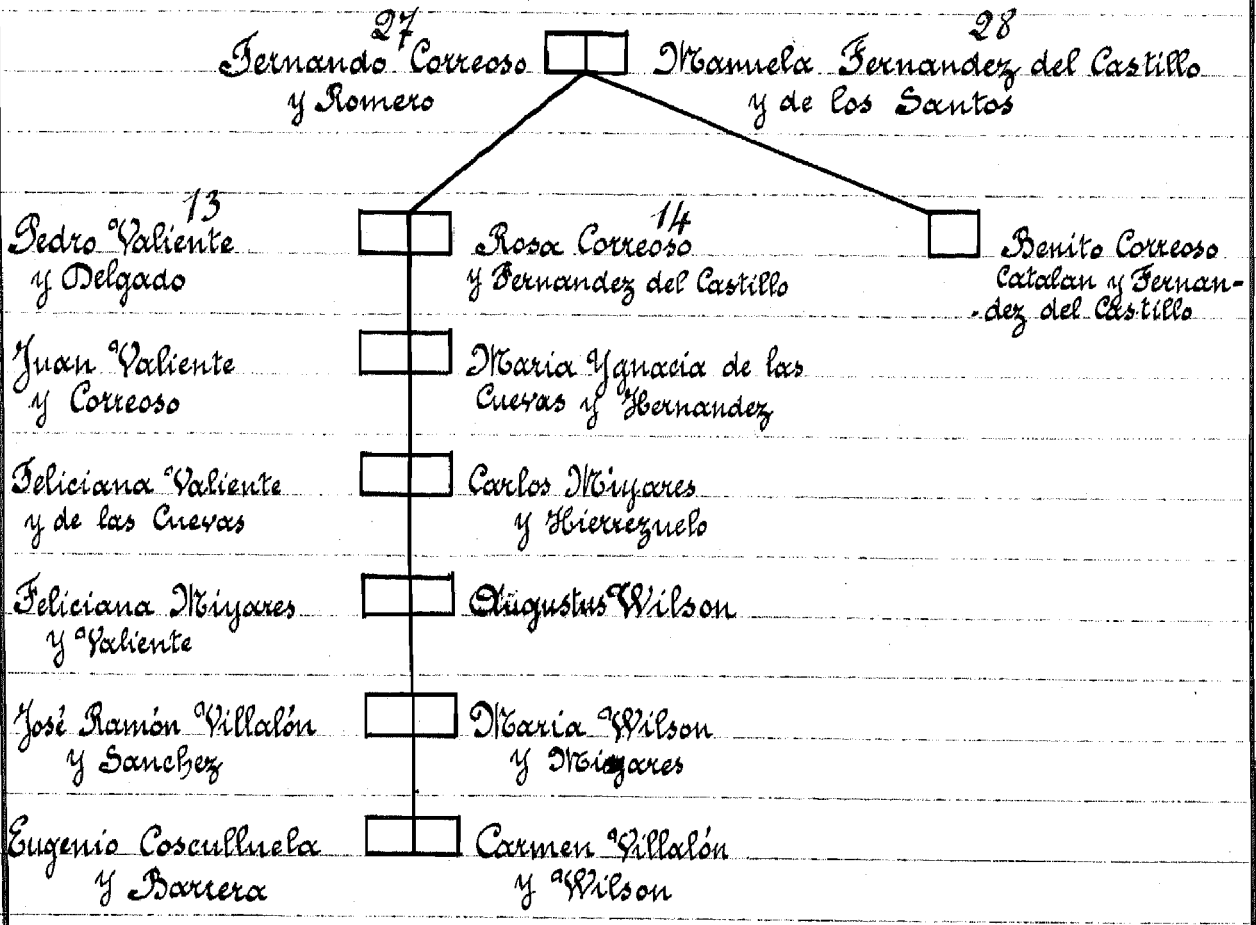 27 28
Fernando Correoso Manuela Fernandez del Castillo
y Romero y de los Santos
13 14
Pedro Valiente Rosa Correoso Benito Correoso
y Delgado y Fernandez del Castillo Catalan y Fernan-
-dez del Castillo
Juan Valiente Maria Ygnacia de las
y Correoso Cuevas y Hernandez
Feliciana Valiente Carlos Miyares
y de las Cuevas y Hierrezuelo
Feliciana Miyares Augustus Wilson
y Valiente
José Ramón Villalón Maria Wilson
y Sanchez y Miyares
Eugenio Cosculluela Carmen Villalón
y Barrera y Wilson